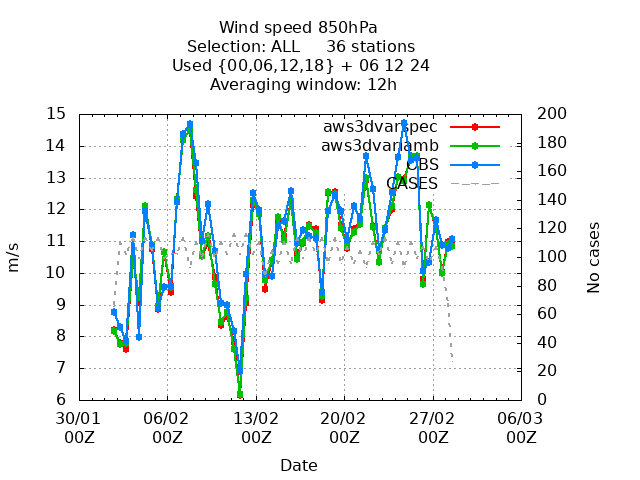 Wind speed 850hPa
Selection: ALL     36 stations
Used {00,06,12,18} + 06 12 24
Averaging window: 12h
aws3dvarspec
aws3dvarlamb
OBS
CASES
m/s
15
14
13
12
11
10
9
8
7
6
No cases
200
180
160
140
120
100
80
60
40
20
0
30/01 06/02 13/02 20/02 27/02 06/03
00Z 00Z 00Z 00Z 00Z 00Z
Date